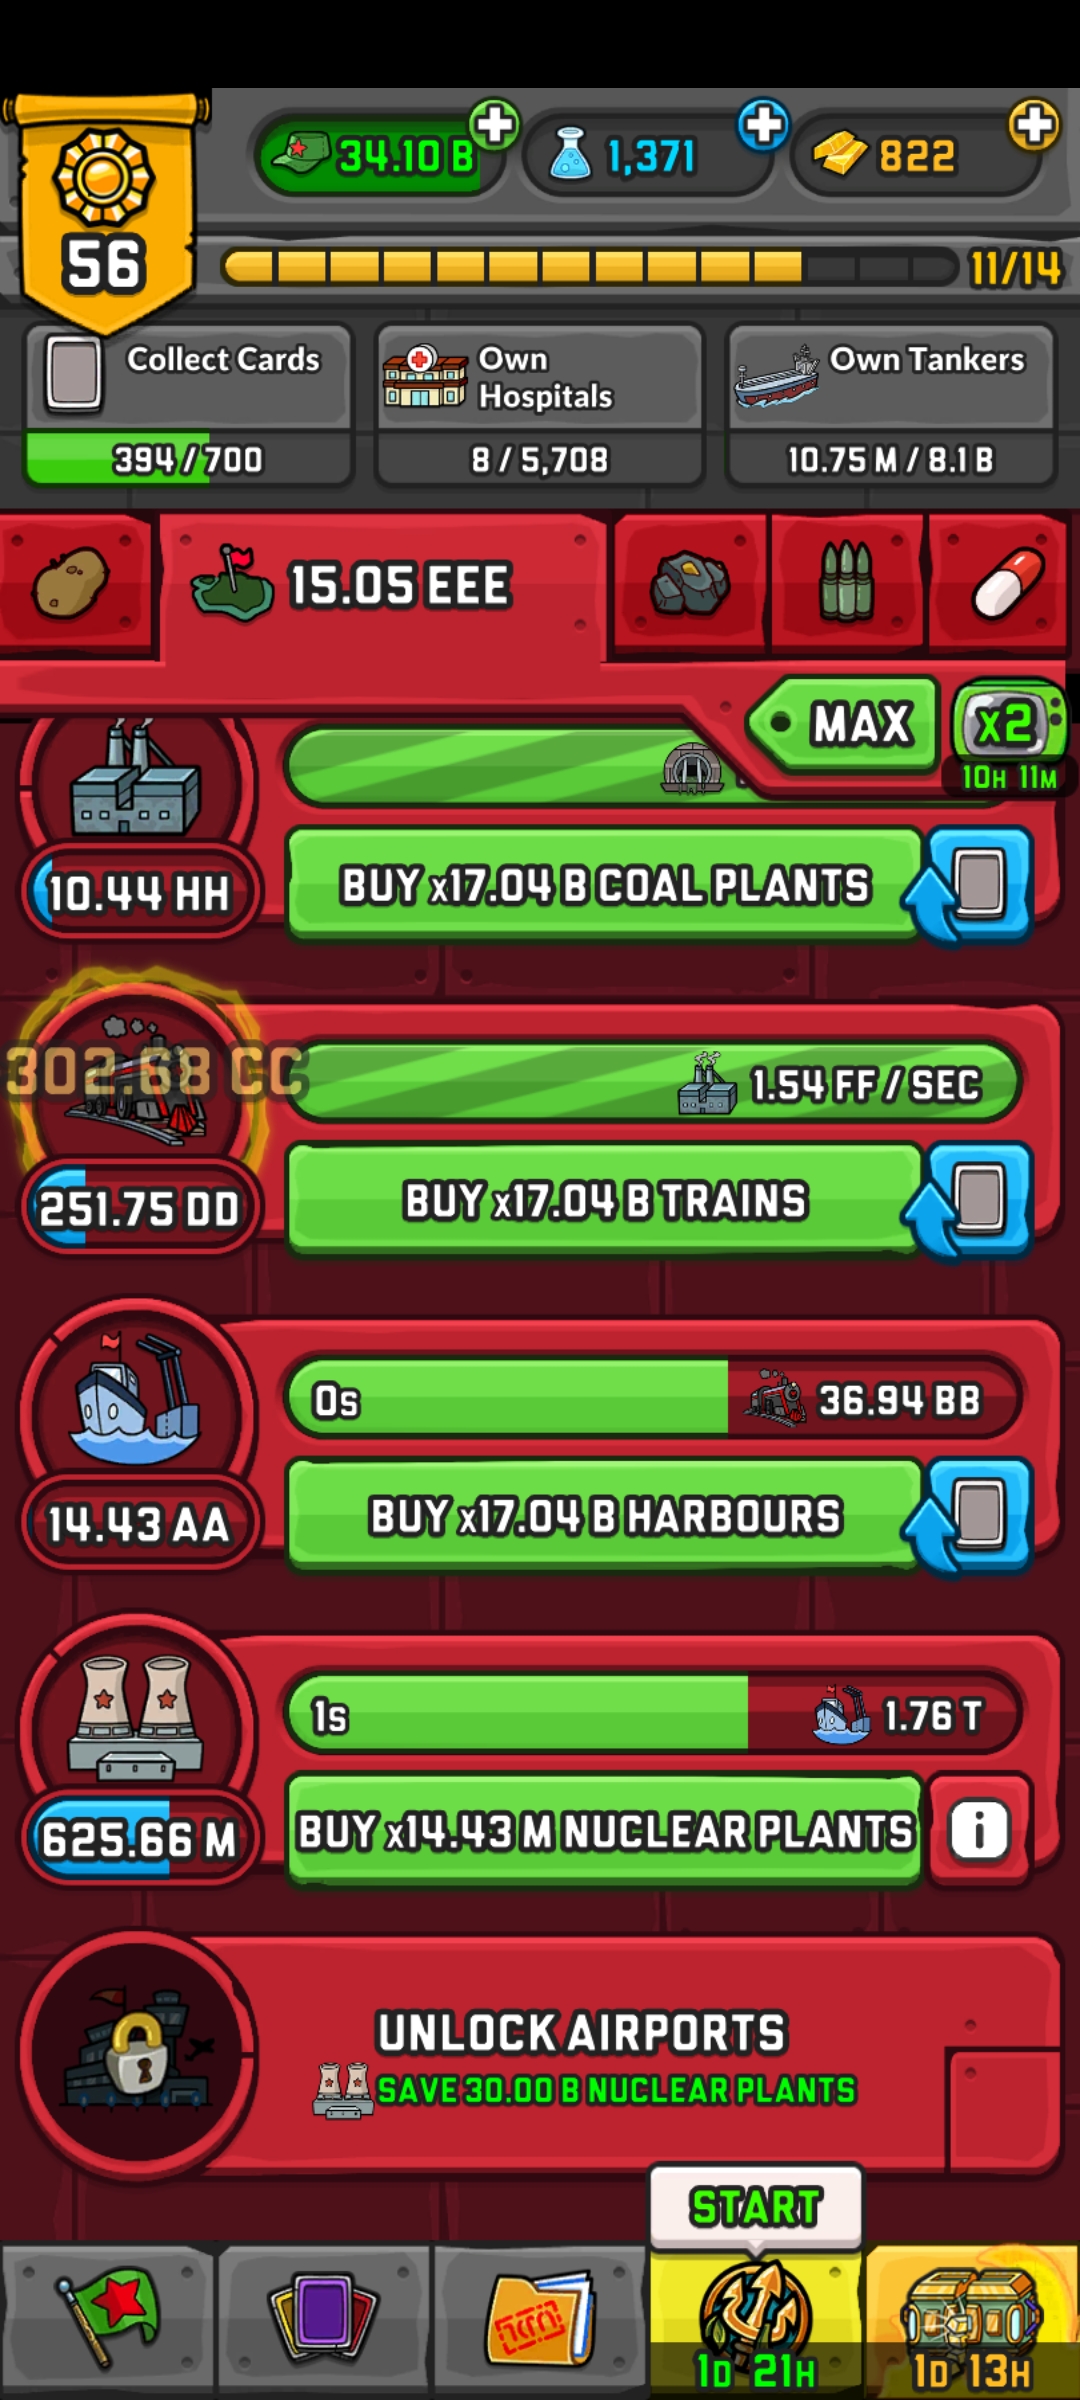 34.10 B
1,371
822
56
11/14
Collect Cards
394 / 700
Own
Hospitals
8 / 5,708
Own Tankers
10.75 M / 8.1 B
15.05 EEE
MAX
x2
10H 11M
10.44 HH
BUY x17.04 B COAL PLANTS
302.68 CC
1.54 FF / SEC
251.75 DD
BUY x17.04 B TRAINS
0s
36.94 BB
14.43 AA
BUY x17.04 B HARBOURS
1s
1.76 T
625.66 M
BUY x14.43 M NUCLEAR PLANTS
i
UNLOCK AIRPORTS
SAVE 30.00 B NUCLEAR PLANTS
START
1D 21H
1D 13H